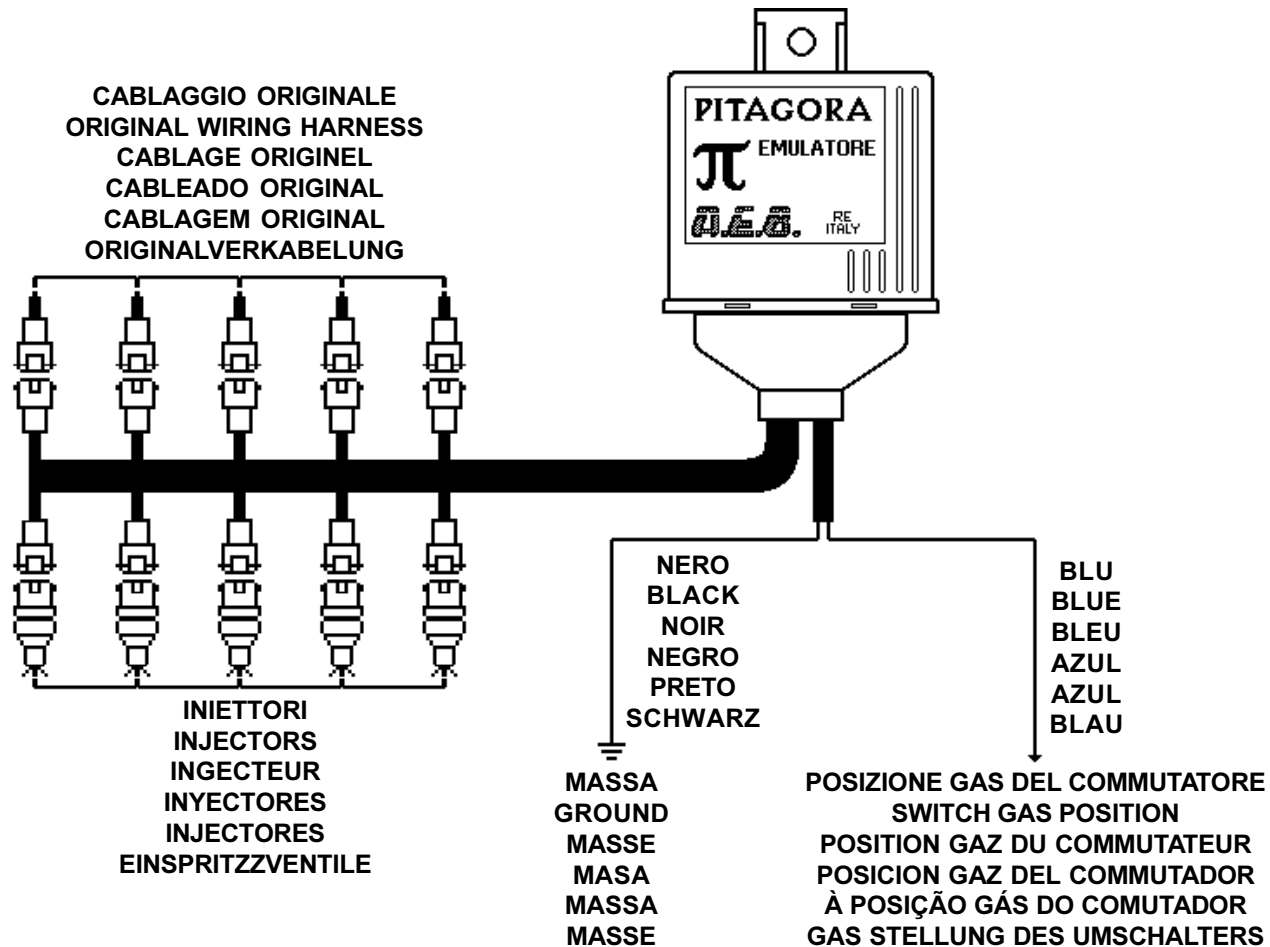 CABLAGGIO ORIGINALE
ORIGINAL WIRING HARNESS
CABLAGE ORIGINEL
CABLEADO ORIGINAL
CABLAGEM ORIGINAL
ORIGINALVERKABELUNG
PITAGORA
π EMULATORE
A.E.B. RE
ITALY
INIETTORI
INJECTORS
INGECTEUR
INYECTORES
INJECTORES
EINSPRITZZVENTILE
NERO
BLACK
NOIR
NEGRO
PRETO
SCHWARZ
MASSA
GROUND
MASSE
MASA
MASSA
MASSE
BLU
BLUE
BLEU
AZUL
AZUL
BLAU
POSIZIONE GAS DEL COMMUTATORE
SWITCH GAS POSITION
POSITION GAZ DU COMMUTATEUR
POSICION GAZ DEL COMMUTADOR
À POSIÇÃO GÁS DO COMUTADOR
GAS STELLUNG DES UMSCHALTERS